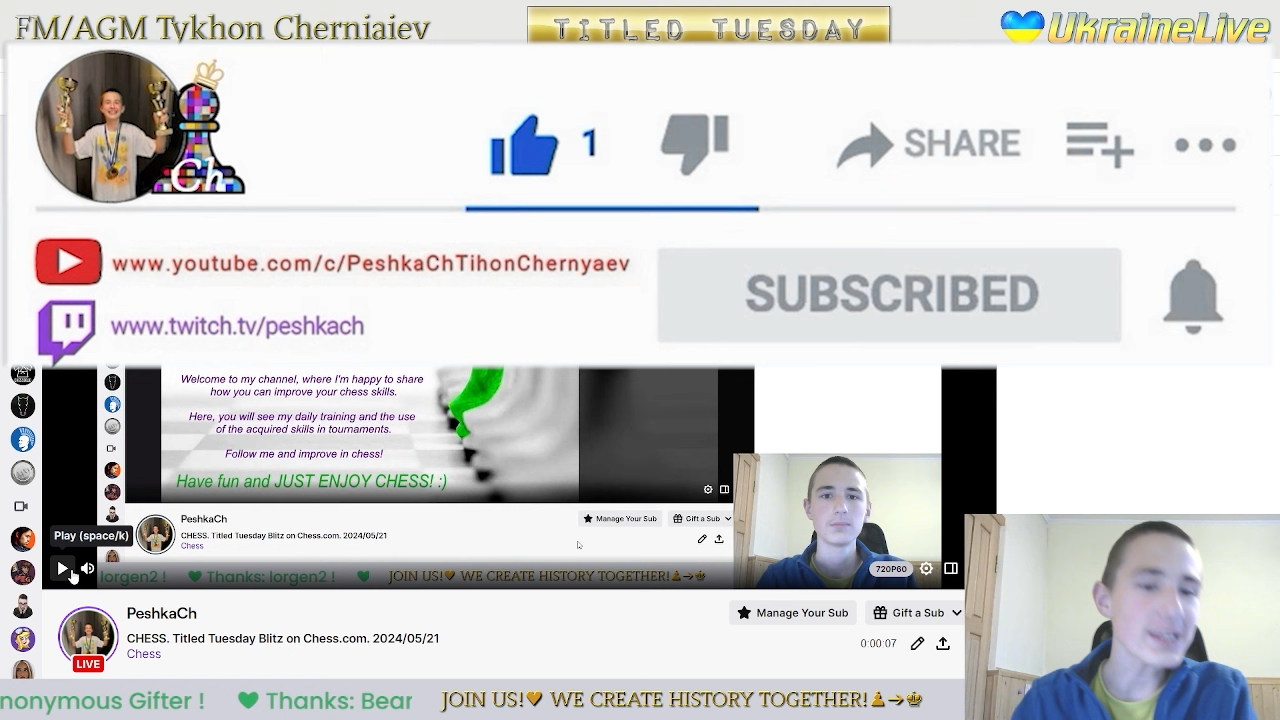 FM/AGM Tykhon Cherniaiev
TITLED TUESDAY
UkraineLive
Ch
1
SHARE
www.youtube.com/c/PeshkaChTihonChernyaev
SUBSCRIBED
www.twitch.tv/peshkach
Welcome to my channel, where I'm happy to share
how you can improve your chess skills.
Here, you will see my daily training and the use
of the acquired skills in tournaments.
Follow me and improve in chess!
Have fun and JUST ENJOY CHESS! :)
PeshkaCh
Manage Your Sub
Gift a Sub
CHESS. Titled Tuesday Blitz on Chess.com. 2024/05/21
Chess
Play (space/k)
720P60
lorgen2 ! Thanks: lorgen2 ! JOIN US! WE CREATE HISTORY TOGETHER!
PeshkaCh
Manage Your Sub
Gift a Sub
CHESS. Titled Tuesday Blitz on Chess.com. 2024/05/21
0:00:07
Chess
LIVE
nonymous Gifter ! Thanks: Bear JOIN US! WE CREATE HISTORY TOGETHER!